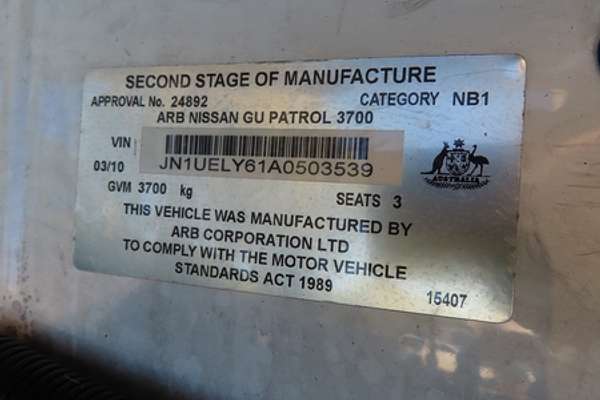 SECOND STAGE OF MANUFACTURE
APPROVAL No. 24892 CATEGORY NB1
ARB NISSAN GU PATROL 3700
VIN
03/10 JN1UELY61A0503539
AUSTRALIA
GVM 3700 kg SEATS 3
THIS VEHICLE WAS MANUFACTURED BY
ARB CORPORATION LTD
TO COMPLY WITH THE MOTOR VEHICLE
STANDARDS ACT 1989
15407